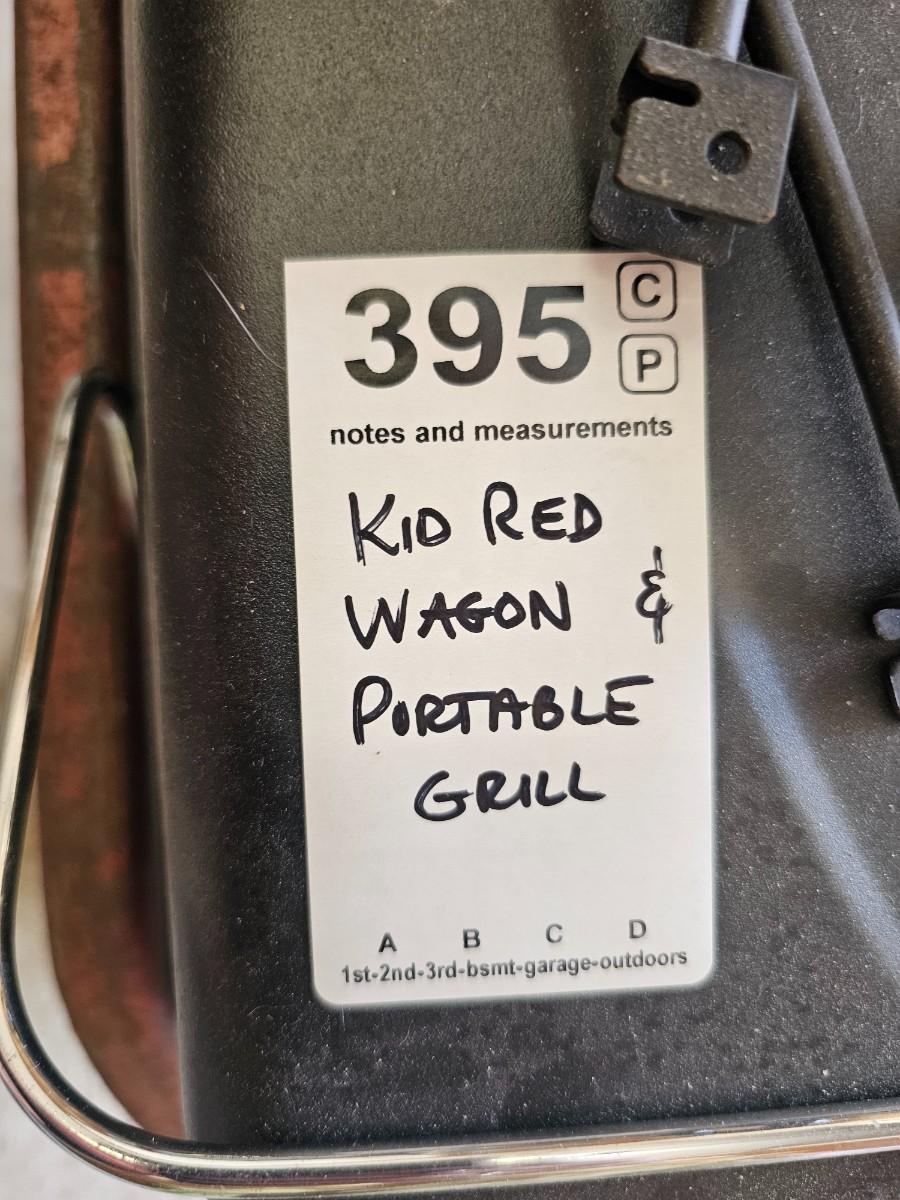 395 C
P
notes and measurements
KID RED
WAGON &
PORTABLE
GRILL
A B C D
1st-2nd-3rd-bsmt-garage-outdoors